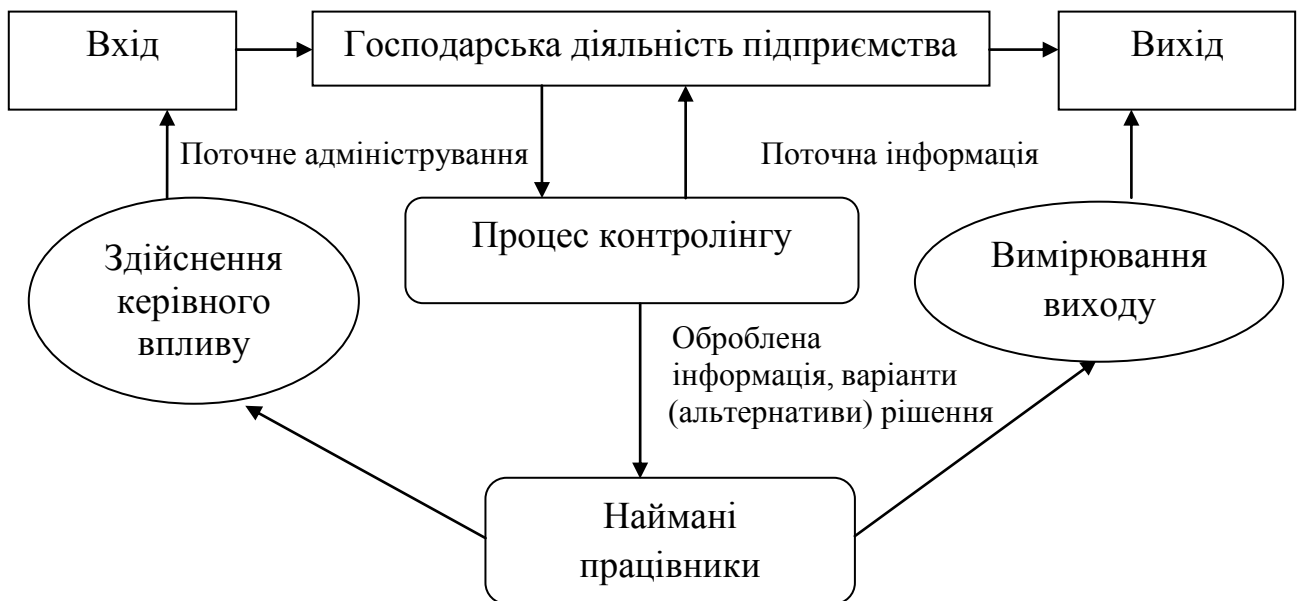 Вхід
Господарська діяльність підприємства
Вихід
Поточне адміністрування
Поточна інформація
Здійснення
керівного
впливу
Процес контролінгу
Вимірювання
виходу
Оброблена
інформація, варіанти
(альтернативи) рішення
Наймані
працівники